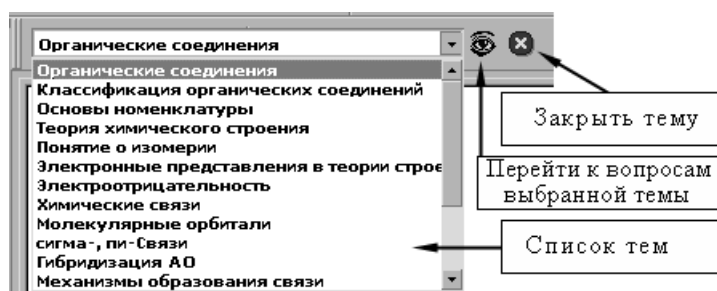 Органические соединения
Органические соединения
Классификация органических соединений
Основы номенклатуры
Теория химического строения
Понятие о изомерии
Электронные представления в теории строе
Электроотрицательность
Химические связи
Молекулярные орбитали
сигма-, пи-Связи
Гибридизация АО
Механизмы образования связи
Закрыть тему
Перейти к вопросам
выбранной темы
Список тем